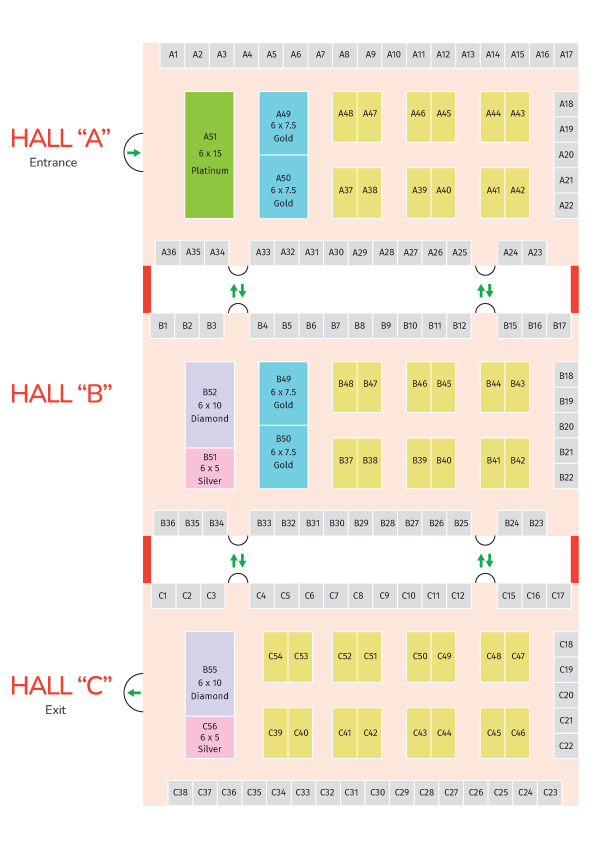 A1 A2 A3 A4 A5 A6 A7 A8 A9 A10 A11 A12 A13 A14 A15 A16 A17
HALL “A”
Entrance
A51
6 x 15
Platinum
A49
6 x 7.5
Gold
A50
6 x 7.5
Gold
A48 A47 A46 A45 A44 A43
A37 A38 A39 A40 A41 A42
A18
A19
A20
A21
A22
A36 A35 A34 A33 A32 A31 A30 A29 A28 A27 A26 A25 A24 A23
B1 B2 B3 B4 B5 B6 B7 B8 B9 B10 B11 B12 B15 B16 B17
HALL “B”
B52
6 x 10
Diamond
B51
6 x 5
Silver
B49
6 x 7.5
Gold
B50
6 x 7.5
Gold
B48 B47 B46 B45 B44 B43
B37 B38 B39 B40 B41 B42
B18
B19
B20
B21
B22
B36 B35 B34 B33 B32 B31 B30 B29 B28 B27 B26 B25 B24 B23
C1 C2 C3 C4 C5 C6 C7 C8 C9 C10 C11 C12 C15 C16 C17
HALL “C”
Exit
B55
6 x 10
Diamond
C56
6 x 5
Silver
C54 C53 C52 C51 C50 C49 C48 C47
C39 C40 C41 C42 C43 C44 C45 C46
C18
C19
C20
C21
C22
C38 C37 C36 C35 C34 C33 C32 C31 C30 C29 C28 C27 C26 C25 C24 C23